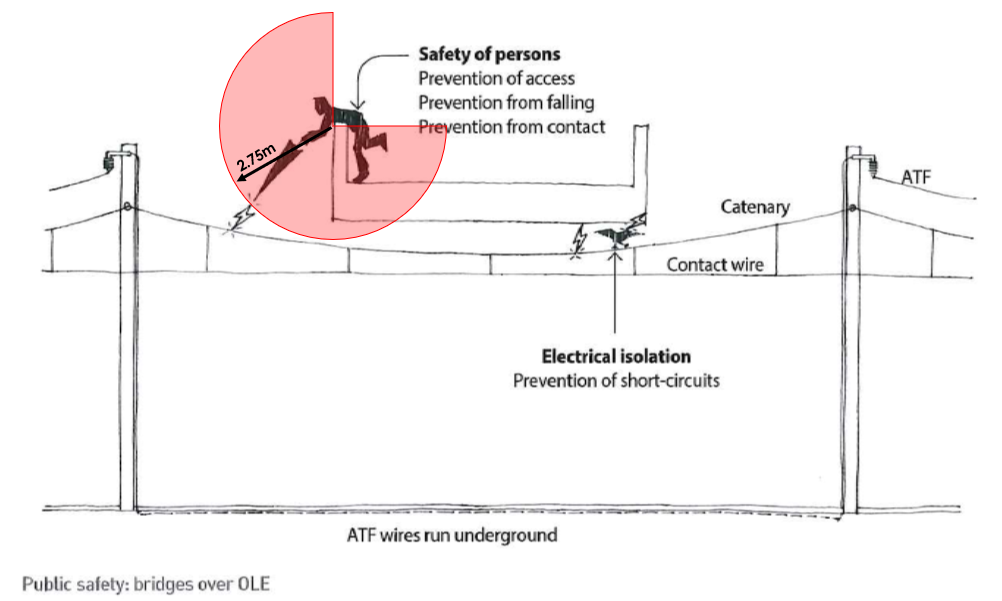 Safety of persons
Prevention of access
Prevention from falling
Prevention from contact
2.75m
ATF
Catenary
Contact wire
Electrical isolation
Prevention of short-circuits
ATF wires run underground
Public safety: bridges over OLE